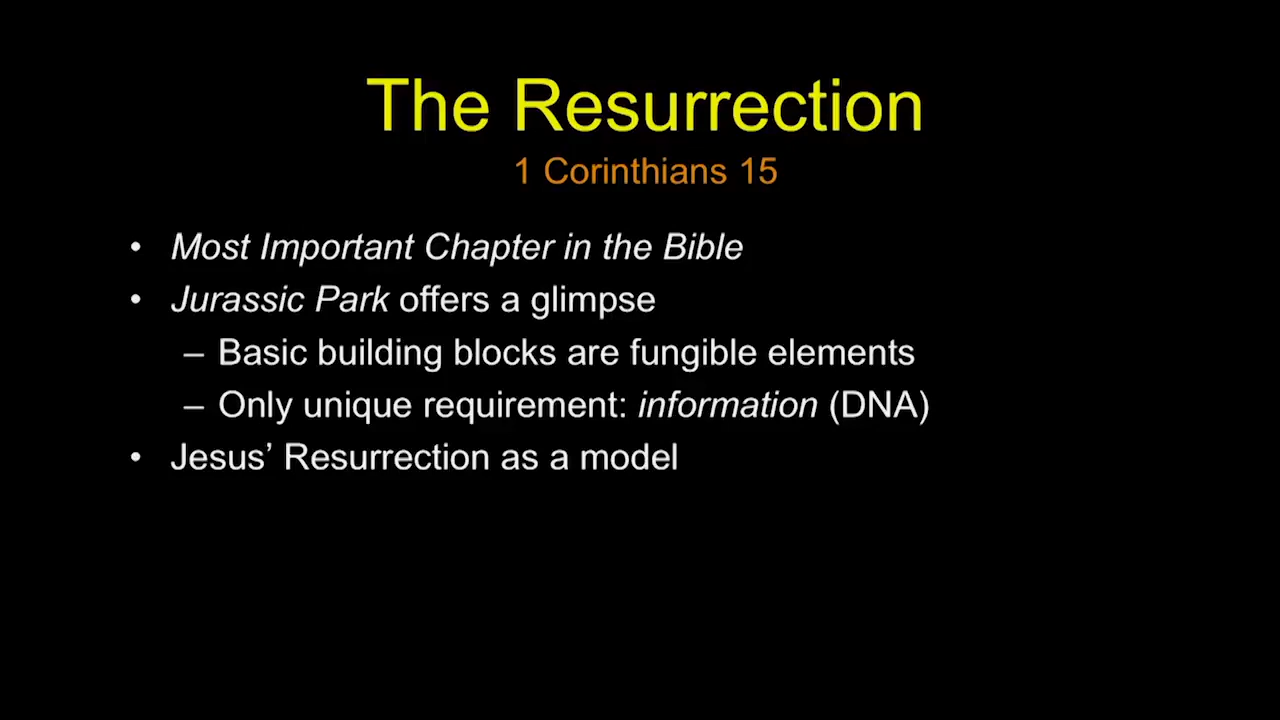 The Resurrection
1 Corinthians 15
• Most Important Chapter in the Bible
• Jurassic Park offers a glimpse
– Basic building blocks are fungible elements
– Only unique requirement: information (DNA)
• Jesus’ Resurrection as a model